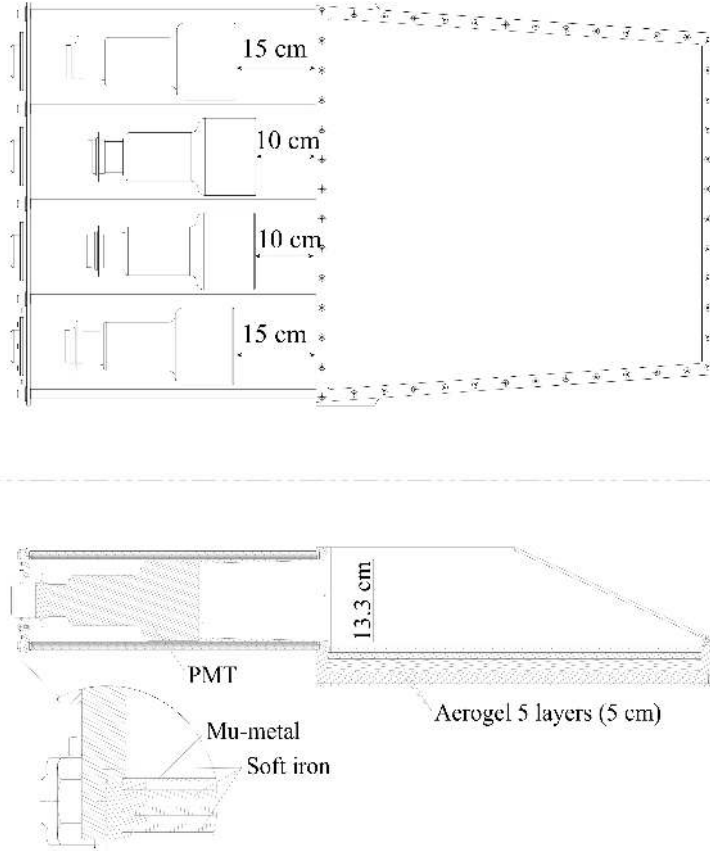 15 cm
10 cm
10 cm
15 cm
13.3 cm
PMT
Aerogel 5 layers (5 cm)
Mu-metal
Soft iron